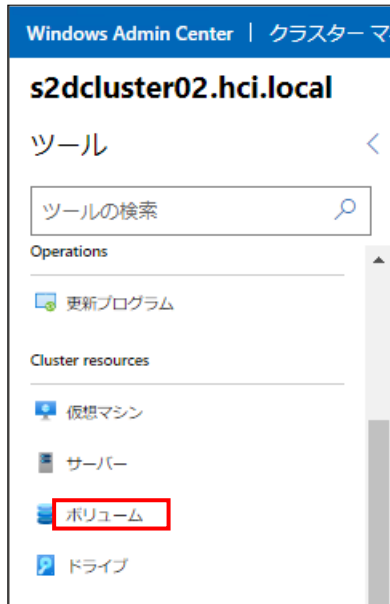 Windows Admin Center | クラスター マ
s2dcluster02.hci.local
ツール
ツールの検索
Operations
更新プログラム
Cluster resources
仮想マシン
サーバー
ボリューム
ドライブ